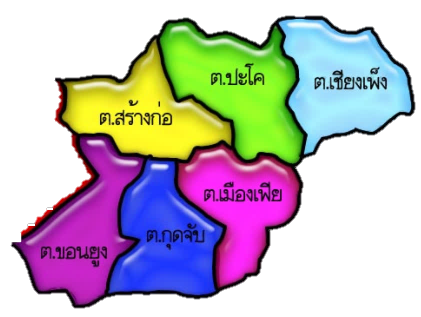 ต.ปะโค
ต.เชียงเพ็ง
ต.สร้างก่อ
ต.เมืองเพีย
ต.กุดจับ
ต.ขอนยูง